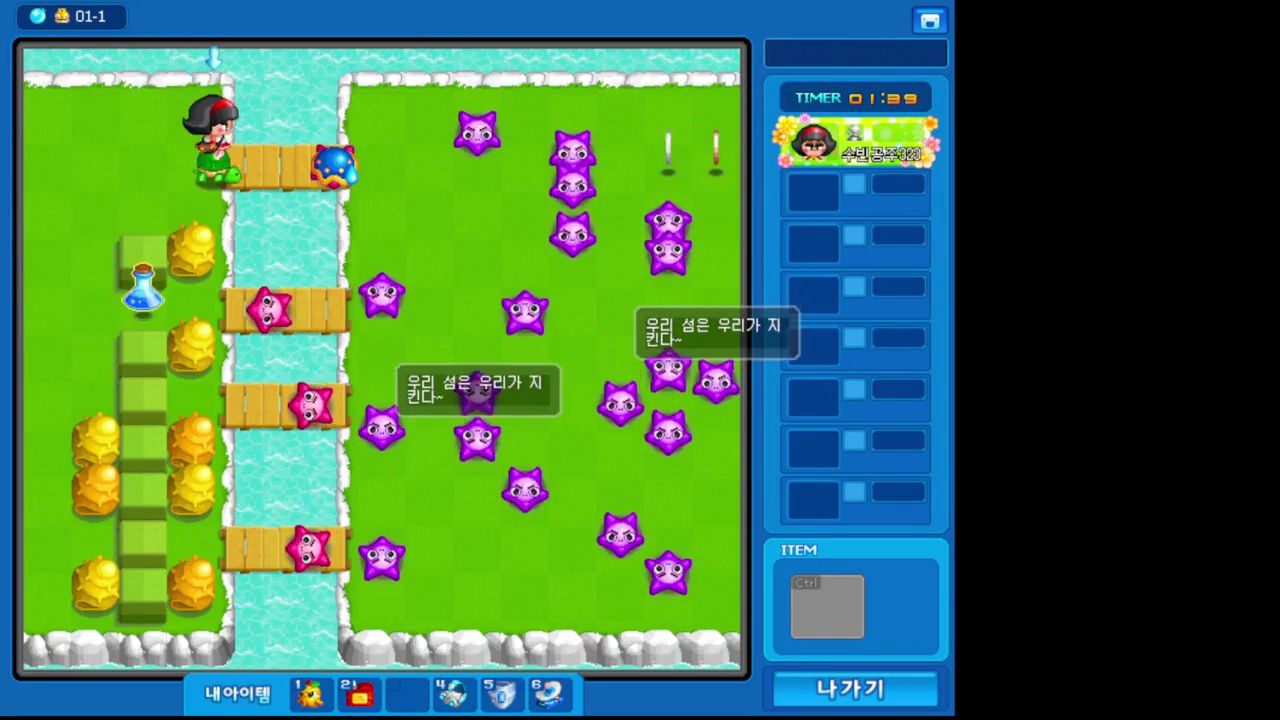 01-1
TIMER 01:39
수빈공주323
우리 섬은 우리가 지
킨다~
우리 섬은 우리가 지
킨다~
ITEM
Ctrl
내아이템
1
2
4
5
6
나가기